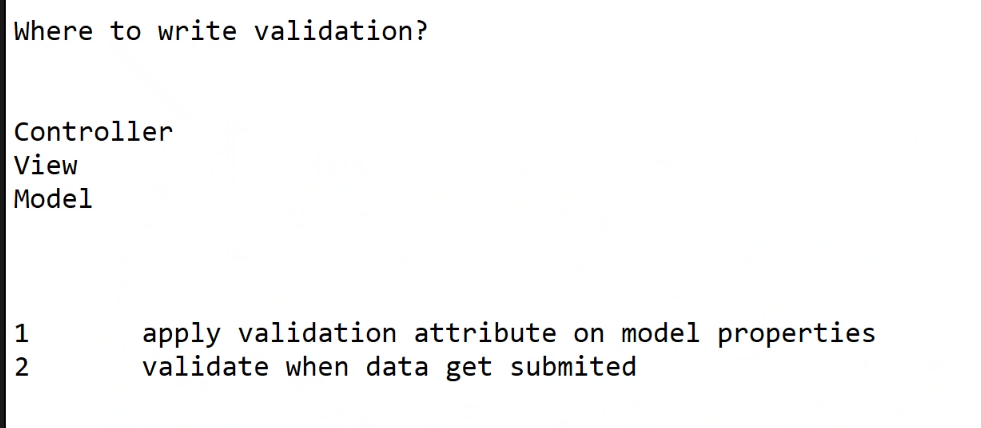 Where to write validation?
Controller
View
Model
1 apply validation attribute on model properties
2 validate when data get submited